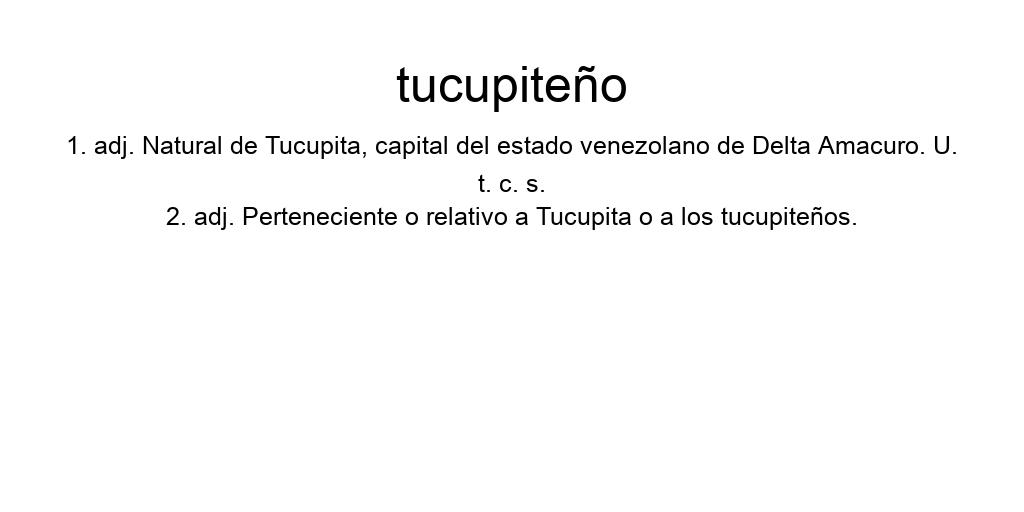 tucupiteño
1. adj. Natural de Tucupita, capital del estado venezolano de Delta Amacuro. U.
t. c. s.
2. adj. Perteneciente o relativo a Tucupita o a los tucupiteños.